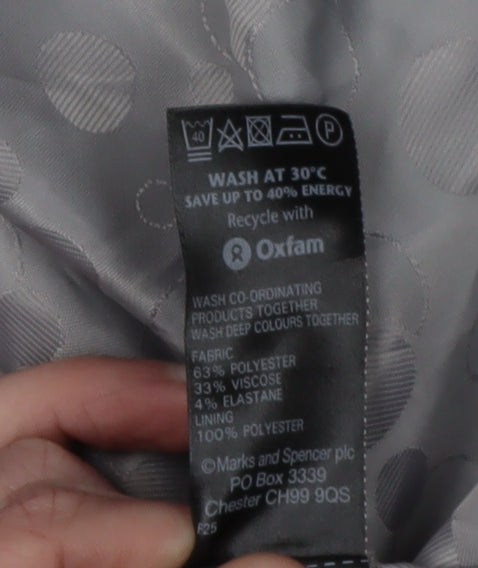 40 P
WASH AT 30°C
SAVE UP TO 40% ENERGY
Recycle with
Oxfam
WASH CO-ORDINATING
PRODUCTS TOGETHER
WASH DEEP COLOURS TOGETHER
FABRIC
63% POLYESTER
33% VISCOSE
4% ELASTANE
LINING
100% POLYESTER
©Marks and Spencer plc
PO Box 3339
Chester CH99 9QS
F25